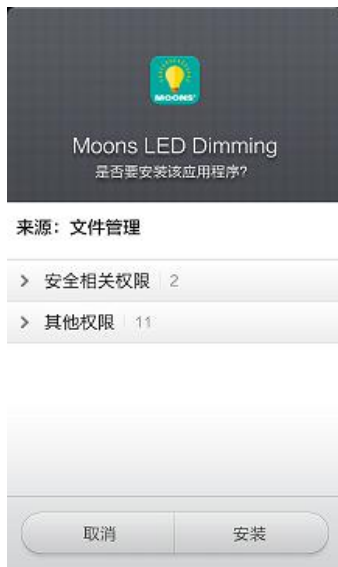 MOONS'
Moons LED Dimming
是否要安装该应用程序?
来源：文件管理
安全相关权限 2
其他权限 11
取消 安装